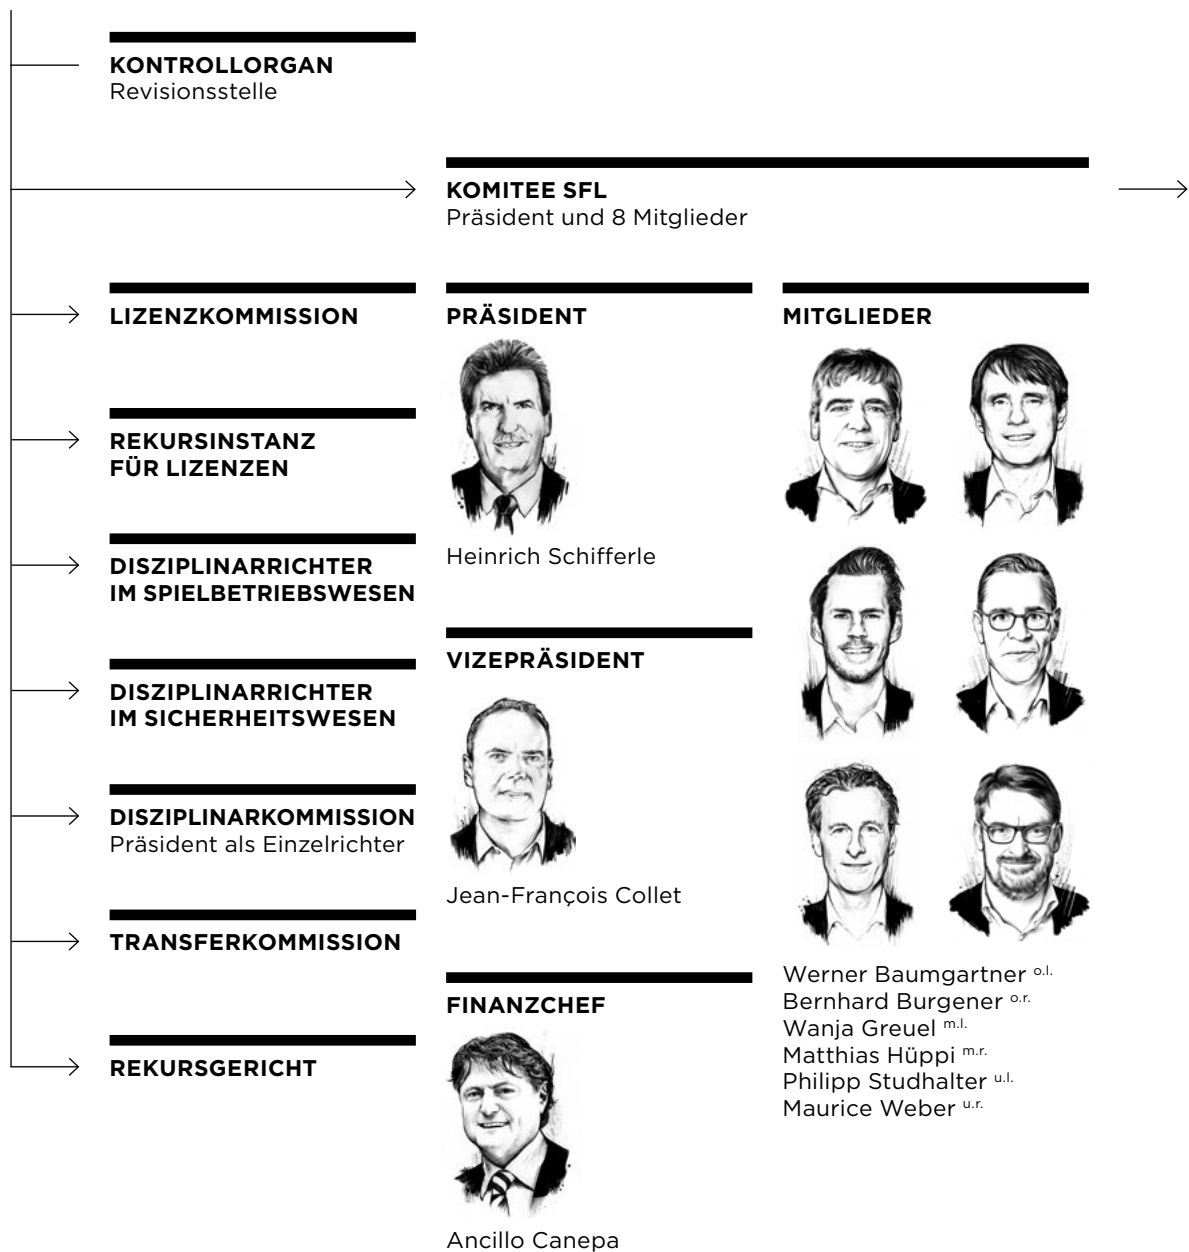 KONTROLLORGAN
Revisionsstelle
KOMITEE SFL
Präsident und 8 Mitglieder
LIZENZKOMMISSION
REKURSINSTANZ
FÜR LIZENZEN
DISZIPLINARRICHTER
IM SPIELBETRIEBSWESEN
DISZIPLINARRICHTER
IM SICHERHEITSWESEN
DISZIPLINARKOMMISSION
Präsident als Einzelrichter
TRANSFERKOMMISSION
REKURSGERICHT
PRÄSIDENT
Heinrich Schifferle
VIZEPRÄSIDENT
Jean-François Collet
FINANZCHEF
Ancillo Canepa
MITGLIEDER
Werner Baumgartner o.l.
Bernhard Burgener o.r.
Wanja Greuel m.l.
Matthias Hüppi m.r.
Philipp Studhalter u.l.
Maurice Weber u.r.